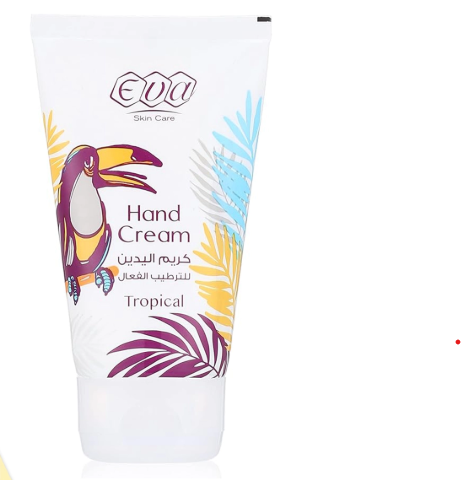 Eva
Skin Care
Hand
Cream
كريم اليدين
للترطيب الفعال
Tropical